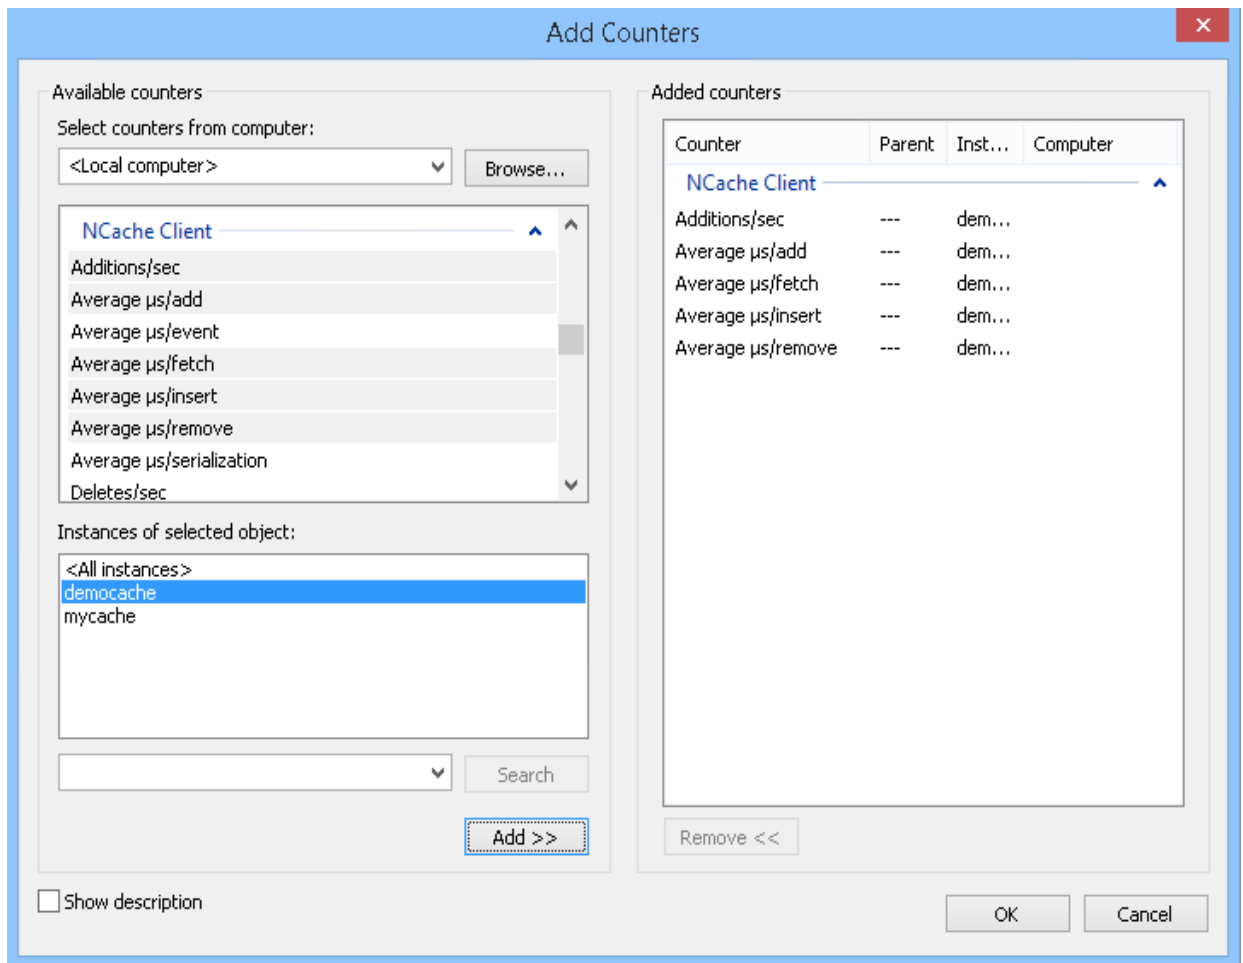 Add Counters
Available counters
Select counters from computer:
<Local computer>
Browse...
NCache Client
Additions/sec
Average µs/add
Average µs/event
Average µs/fetch
Average µs/insert
Average µs/remove
Average µs/serialization
Deletes/sec
Instances of selected object:
<All instances>
democache
mycache
Search
Add >>
Show description
Added counters
Counter Parent Inst... Computer
NCache Client
Additions/sec --- dem...
Average µs/add --- dem...
Average µs/fetch --- dem...
Average µs/insert --- dem...
Average µs/remove --- dem...
Remove <<
OK Cancel